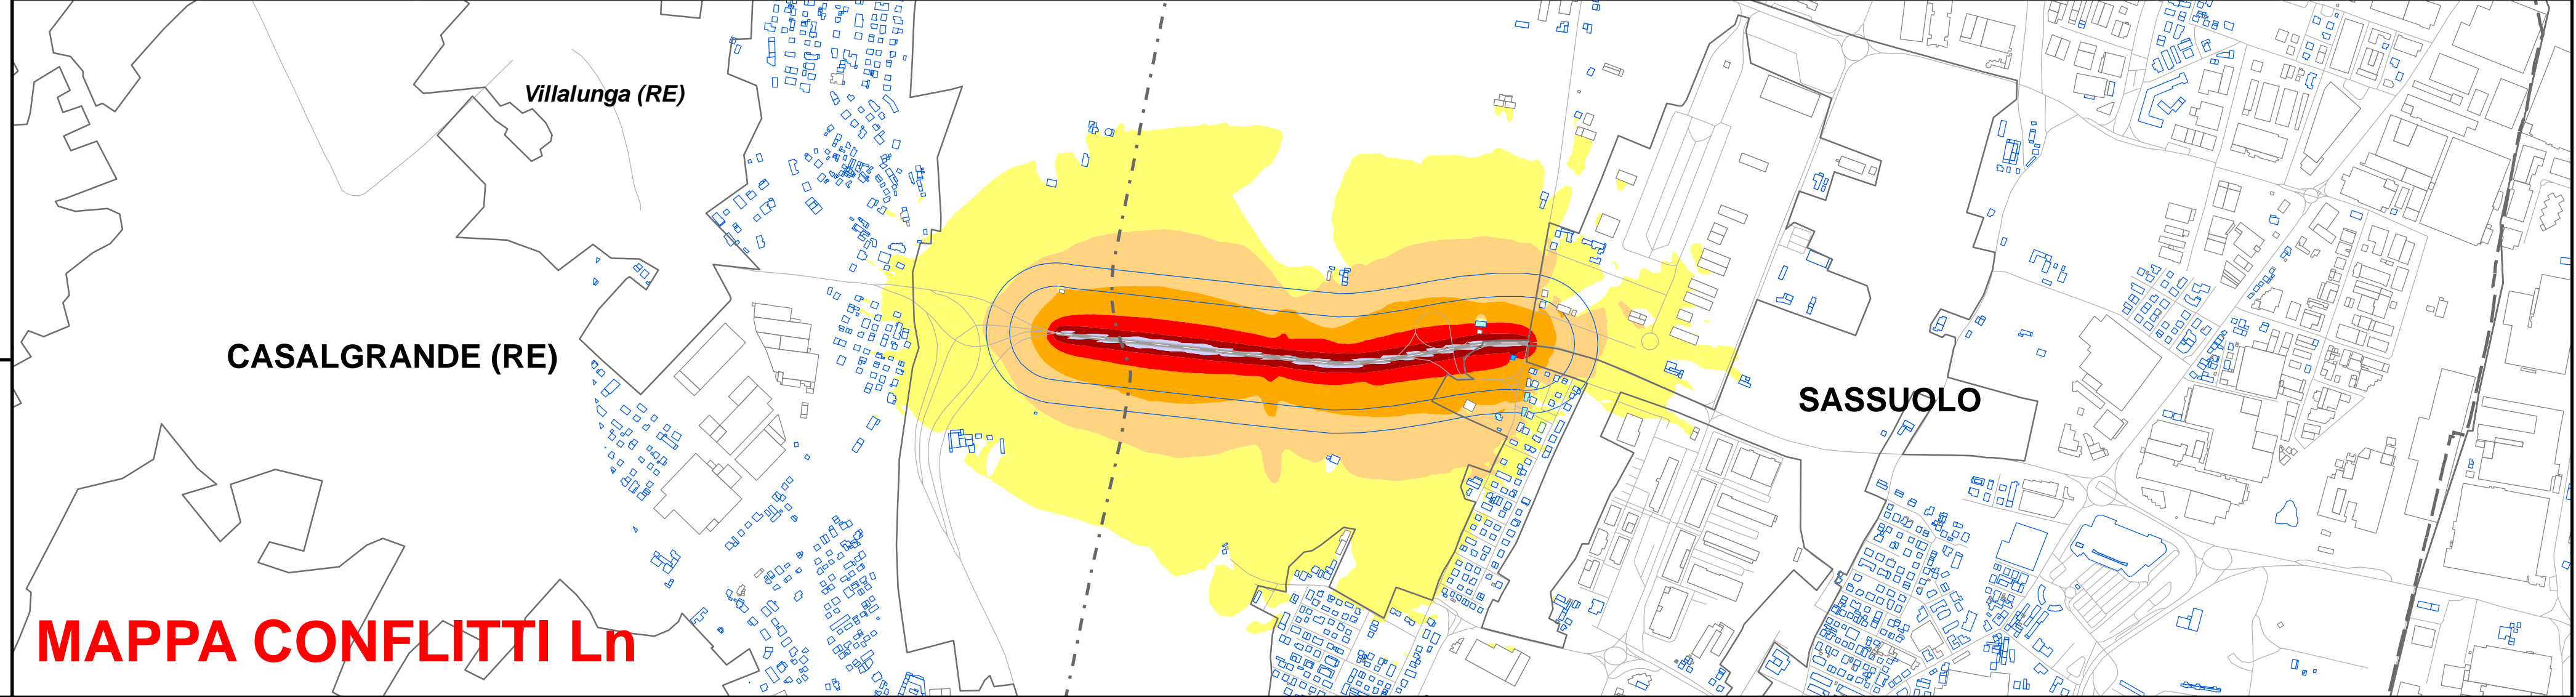 Villalunga (RE)
CASALGRANDE (RE)
SASSUOLO
MAPPA CONFLITTI Ln